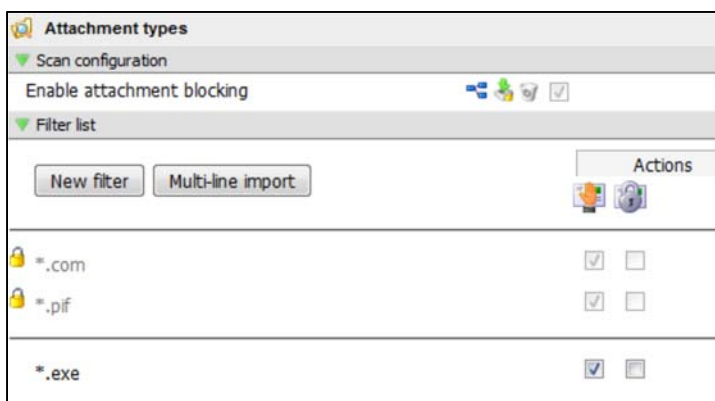 Attachment types
Scan configuration
Enable attachment blocking
Filter list
New filter Multi-line import Actions
*.com
*.pif
*.exe